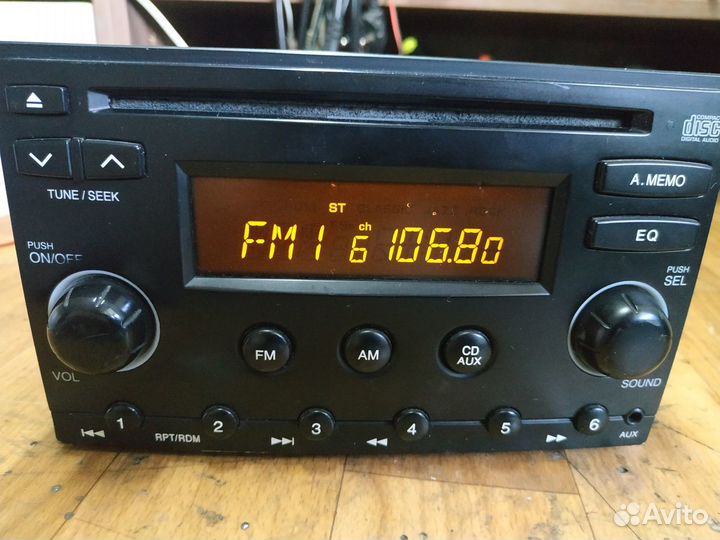 COMPACT
disc
DIGITAL AUDIO
TUNE / SEEK
A.MEMO
EQ
PUSH
ON/OFF
PUSH
SEL
ST
ch
FM1 6 106.80
VOL
FM
AM
CD
AUX
SOUND
1
2
3
4
5
6
RPT/RDM
AUX
Avito